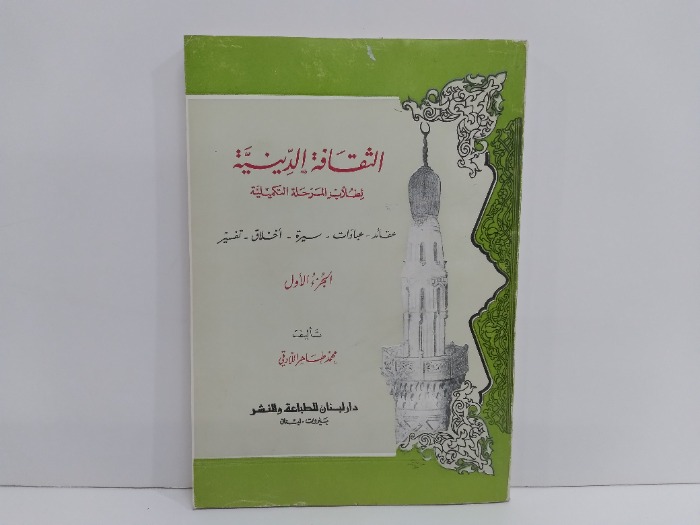 الثقافة الدينية
لطلاب المرحلة التكميلية
عقائد - عبادات - سيرة - أخلاق - تفسير
الجزء الأول
تأليف
محمد طاهر اللادقي
دار لبنان للطباعة والنشر
بيروت - لبنان